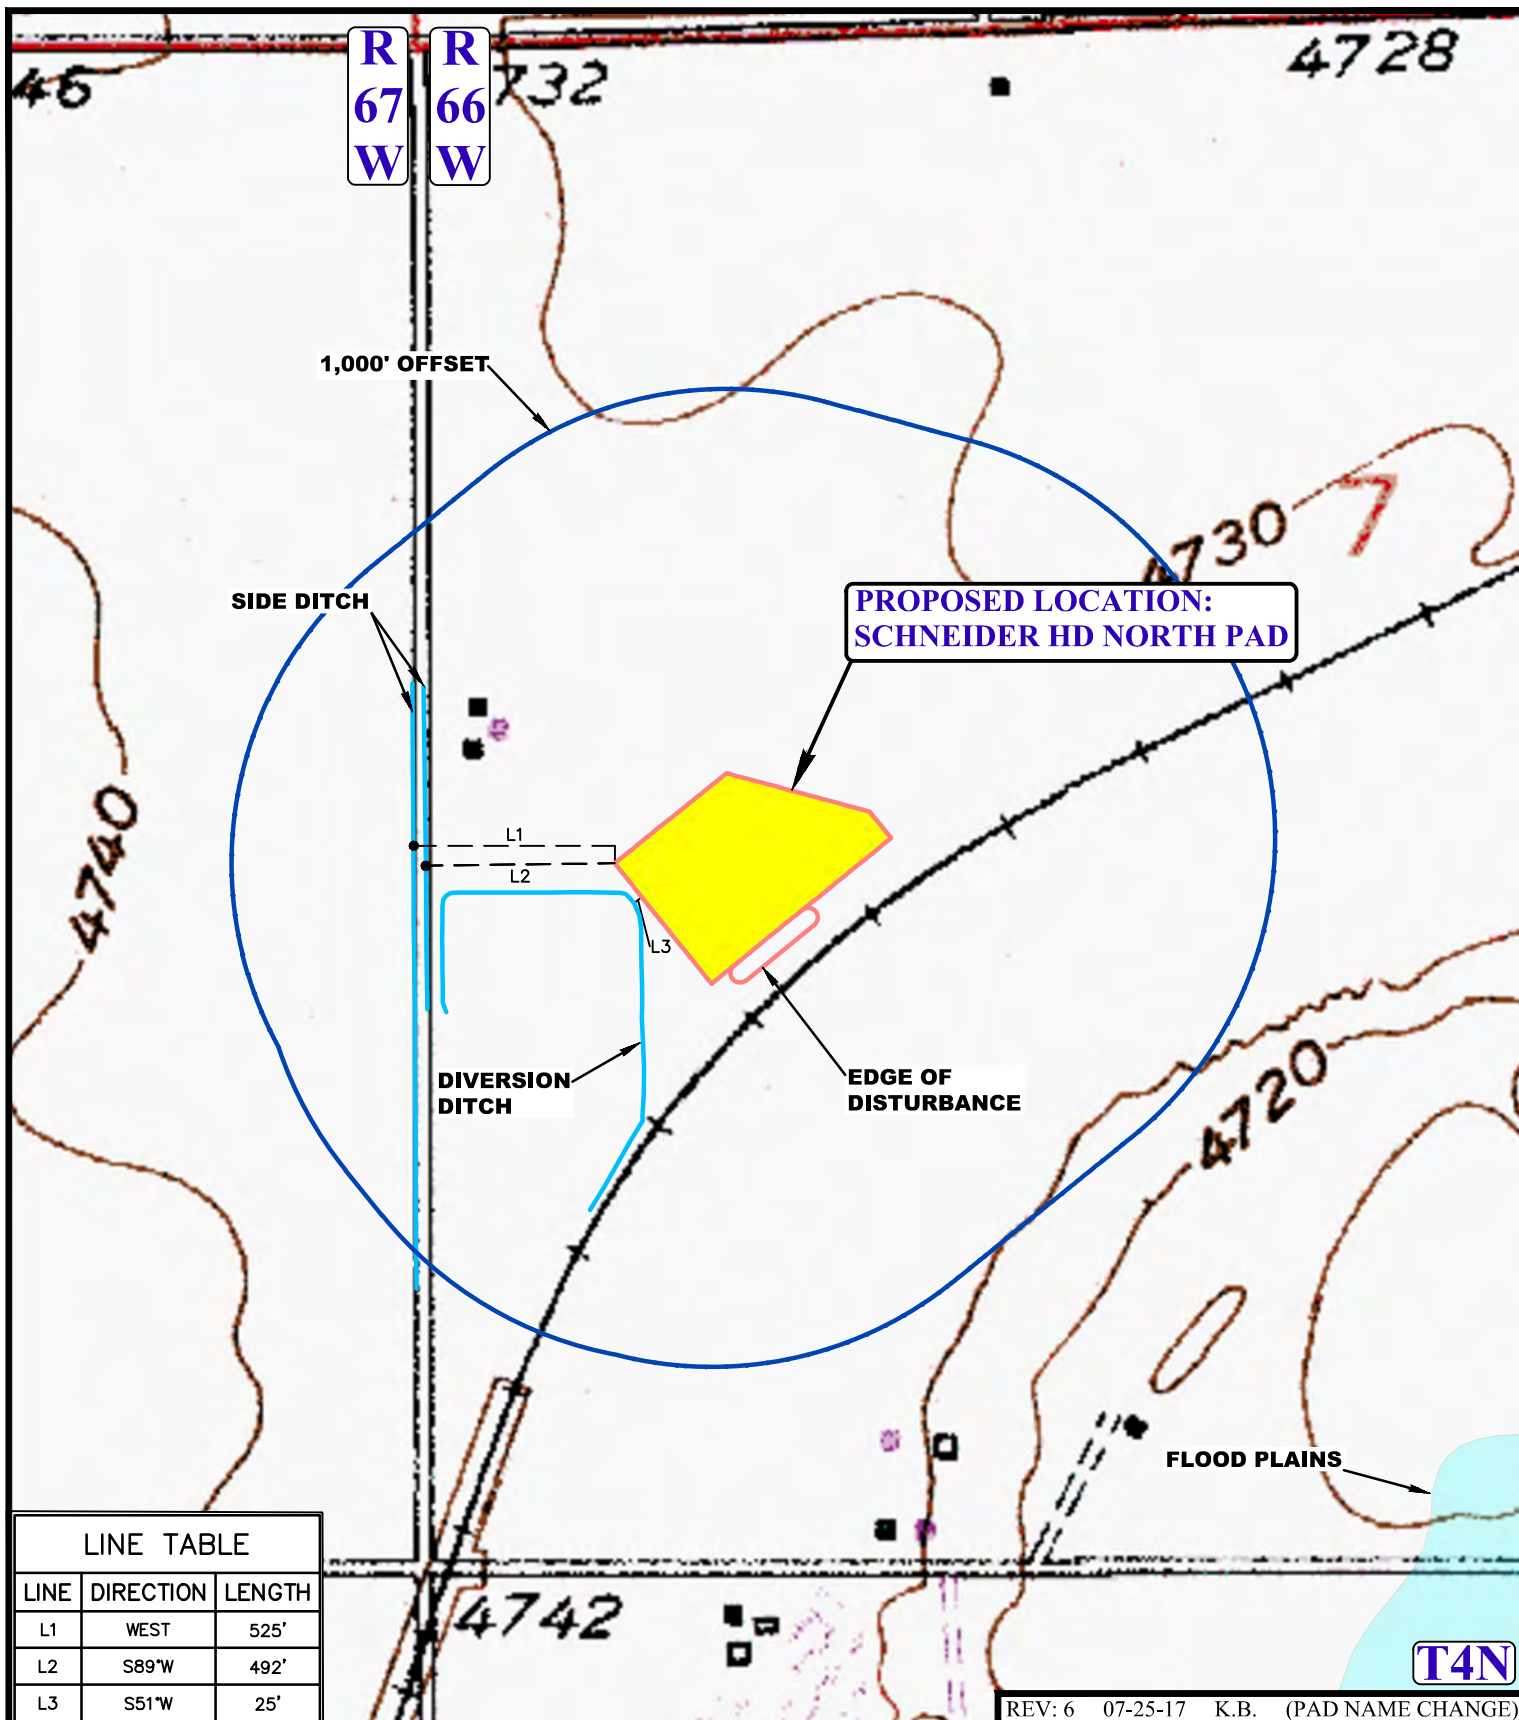 R
67
W
R
66
W
46
732
4728
1,000' OFFSET
4730
7
SIDE DITCH
PROPOSED LOCATION:
SCHNEIDER HD NORTH PAD
4740
L1
L2
L3
DIVERSION
DITCH
EDGE OF
DISTURBANCE
4720
FLOOD PLAINS
4742
T4N
LINE TABLE
LINE DIRECTION LENGTH
L1 WEST 525'
L2 S89°W 492'
L3 S51°W 25'
REV: 6 07-25-17 K.B. (PAD NAME CHANGE)